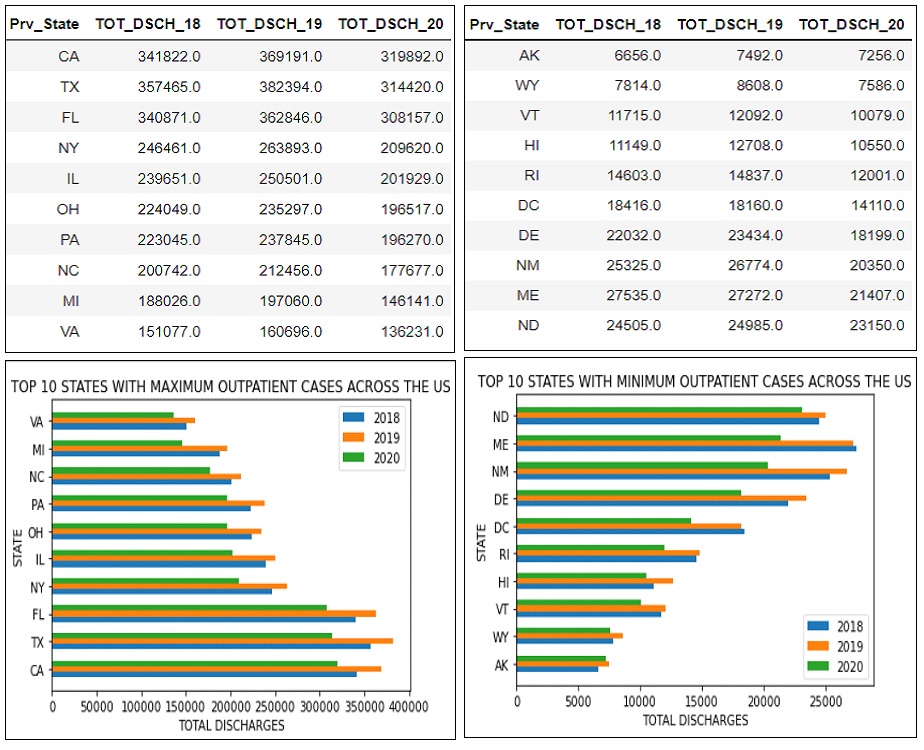 Prv_State TOT_DSCH_18 TOT_DSCH_19 TOT_DSCH_20
CA 341822.0 369191.0 319892.0
TX 357465.0 382394.0 314420.0
FL 340871.0 362846.0 308157.0
NY 246461.0 263893.0 209620.0
IL 239651.0 250501.0 201929.0
OH 224049.0 235297.0 196517.0
PA 223045.0 237845.0 196270.0
NC 200742.0 212456.0 177677.0
MI 188026.0 197060.0 146141.0
VA 151077.0 160696.0 136231.0
Prv_State TOT_DSCH_18 TOT_DSCH_19 TOT_DSCH_20
AK 6656.0 7492.0 7256.0
WY 7814.0 8608.0 7586.0
VT 11715.0 12092.0 10079.0
HI 11149.0 12708.0 10550.0
RI 14603.0 14837.0 12001.0
DC 18416.0 18160.0 14110.0
DE 22032.0 23434.0 18199.0
NM 25325.0 26774.0 20350.0
ME 27535.0 27272.0 21407.0
ND 24505.0 24985.0 23150.0
TOP 10 STATES WITH MAXIMUM OUTPATIENT CASES ACROSS THE US
2018
2019
2020
VA
MI
NC
PA
OH
IL
NY
FL
TX
CA
STATE
0 50000 100000 150000 200000 250000 300000 350000 400000
TOTAL DISCHARGES
TOP 10 STATES WITH MINIMUM OUTPATIENT CASES ACROSS THE US
ND
ME
NM
DE
DC
RI
HI
VT
WY
AK
STATE
2018
2019
2020
0 5000 10000 15000 20000 25000
TOTAL DISCHARGES